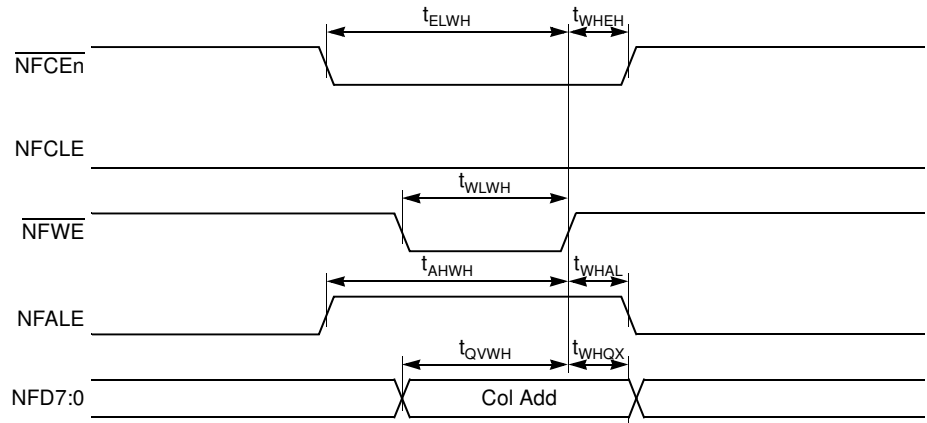 tELWH tWHEH
NFCEn
NFCLE
tWLWH
NFWE
tAHWH tWHAL
NFALE
tQVWH tWHQX
NFD7:0 Col Add